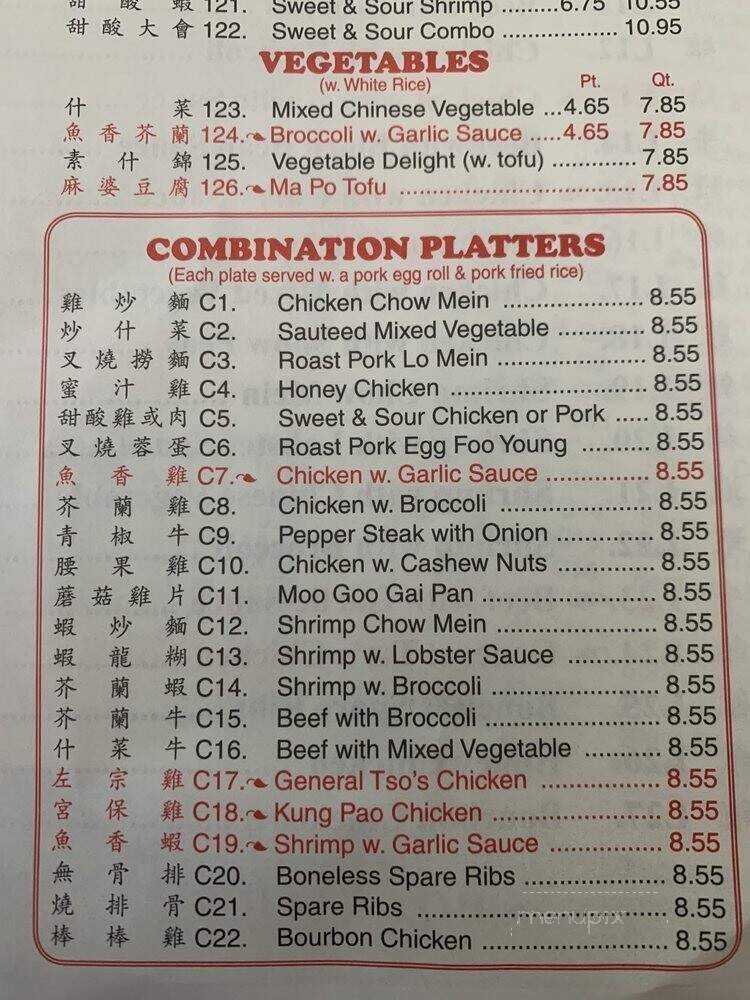 甜 酸 蝦 121. Sweet & Sour Shrimp ........6.75 10.55
甜 酸 大 會 122. Sweet & Sour Combo ................... 10.95
VEGETABLES
(w. White Rice) Pt. Qt.
什 菜 123. Mixed Chinese Vegetable ...4.65 7.85
魚 香 芥 蘭 124. Broccoli w. Garlic Sauce .....4.65 7.85
素 什 錦 125. Vegetable Delight (w. tofu) ............. 7.85
麻 婆 豆 腐 126. Ma Po Tofu ................................... 7.85
COMBINATION PLATTERS
(Each plate served w. a pork egg roll & pork fried rice)
雞 炒 麵 C1. Chicken Chow Mein ..................... 8.55
炒 什 菜 C2. Sauteed Mixed Vegetable ............ 8.55
叉 燒 撈 麵 C3. Roast Pork Lo Mein ..................... 8.55
蜜 汁 雞 C4. Honey Chicken ............................ 8.55
甜酸雞或肉 C5. Sweet & Sour Chicken or Pork ..... 8.55
叉 燒 蓉 蛋 C6. Roast Pork Egg Foo Young .......... 8.55
魚 香 雞 C7. Chicken w. Garlic Sauce ............... 8.55
芥 蘭 雞 C8. Chicken w. Broccoli ...................... 8.55
青 椒 牛 C9. Pepper Steak with Onion .............. 8.55
腰 果 雞 C10. Chicken w. Cashew Nuts .............. 8.55
蘑 菇 雞 片 C11. Moo Goo Gai Pan ......................... 8.55
蝦 炒 麵 C12. Shrimp Chow Mein ....................... 8.55
蝦 龍 糊 C13. Shrimp w. Lobster Sauce ............. 8.55
芥 蘭 蝦 C14. Shrimp w. Broccoli ........................ 8.55
芥 蘭 牛 C15. Beef with Broccoli ......................... 8.55
什 菜 牛 C16. Beef with Mixed Vegetable ........... 8.55
左 宗 雞 C17. General Tso's Chicken .................. 8.55
宮 保 雞 C18. Kung Pao Chicken ........................ 8.55
魚 香 蝦 C19. Shrimp w. Garlic Sauce ................. 8.55
無 骨 排 C20. Boneless Spare Ribs .................... 8.55
燒 排 骨 C21. Spare Ribs .................................... 8.55
棒 棒 雞 C22. Bourbon Chicken .......................... 8.55
menupix